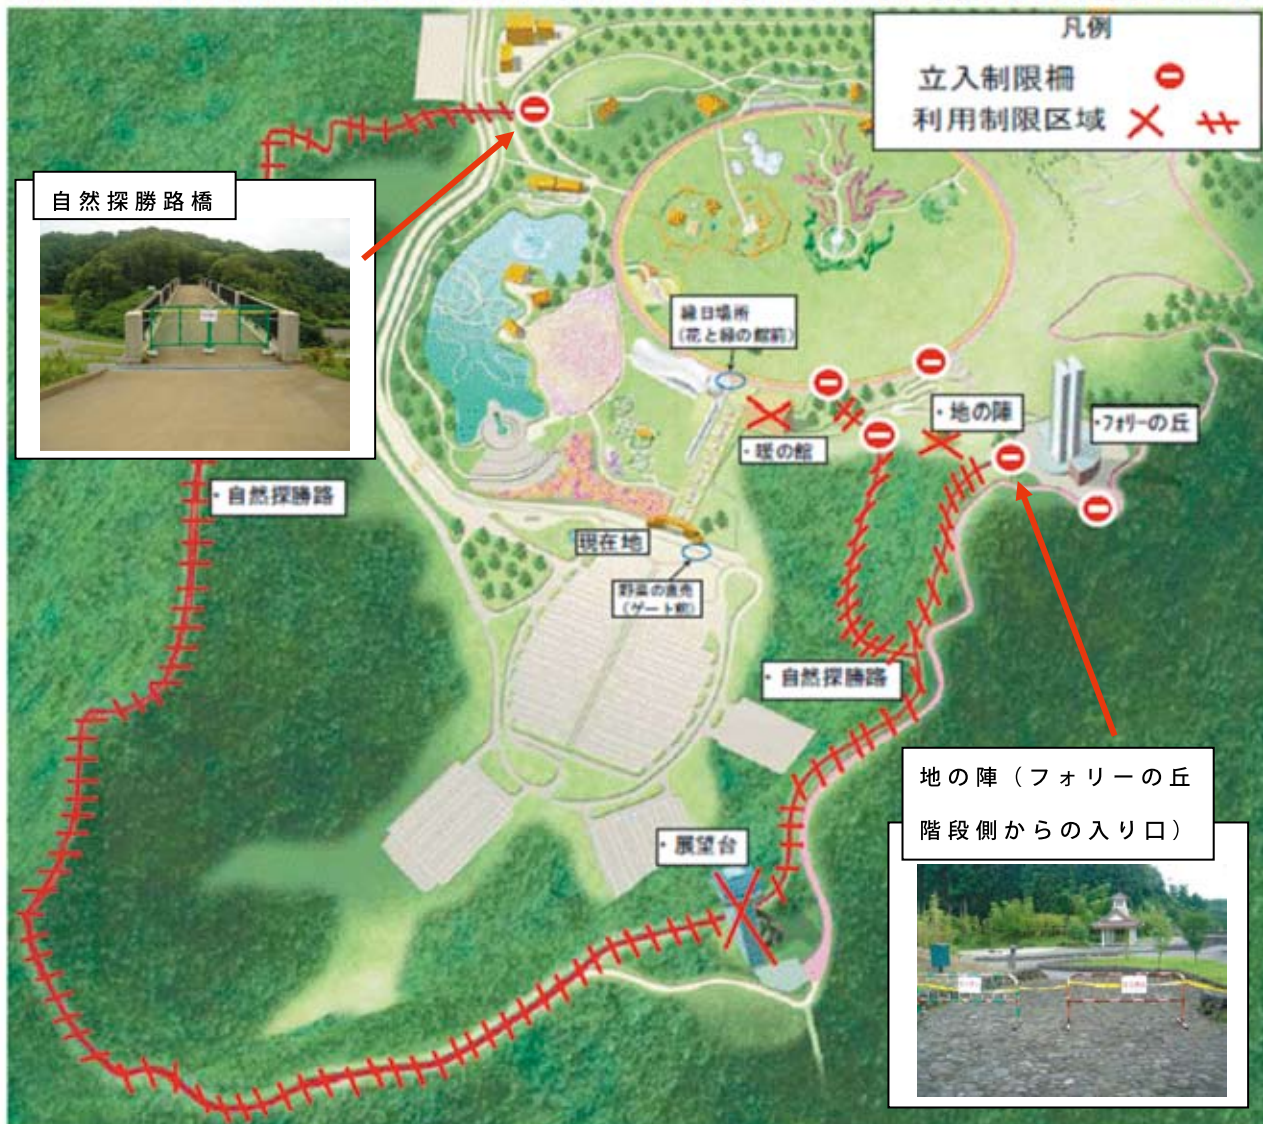 凡例
立入制限柵
利用制限区域
自然探勝路橋
縁日場所
(花と緑の館前)
・地の陣
・フォリーの丘
・暖の館
・自然探勝路
現在地
野菜の直売
(ゲート前)
・自然探勝路
・展望台
地の陣（フォリーの丘
階段側からの入り口）